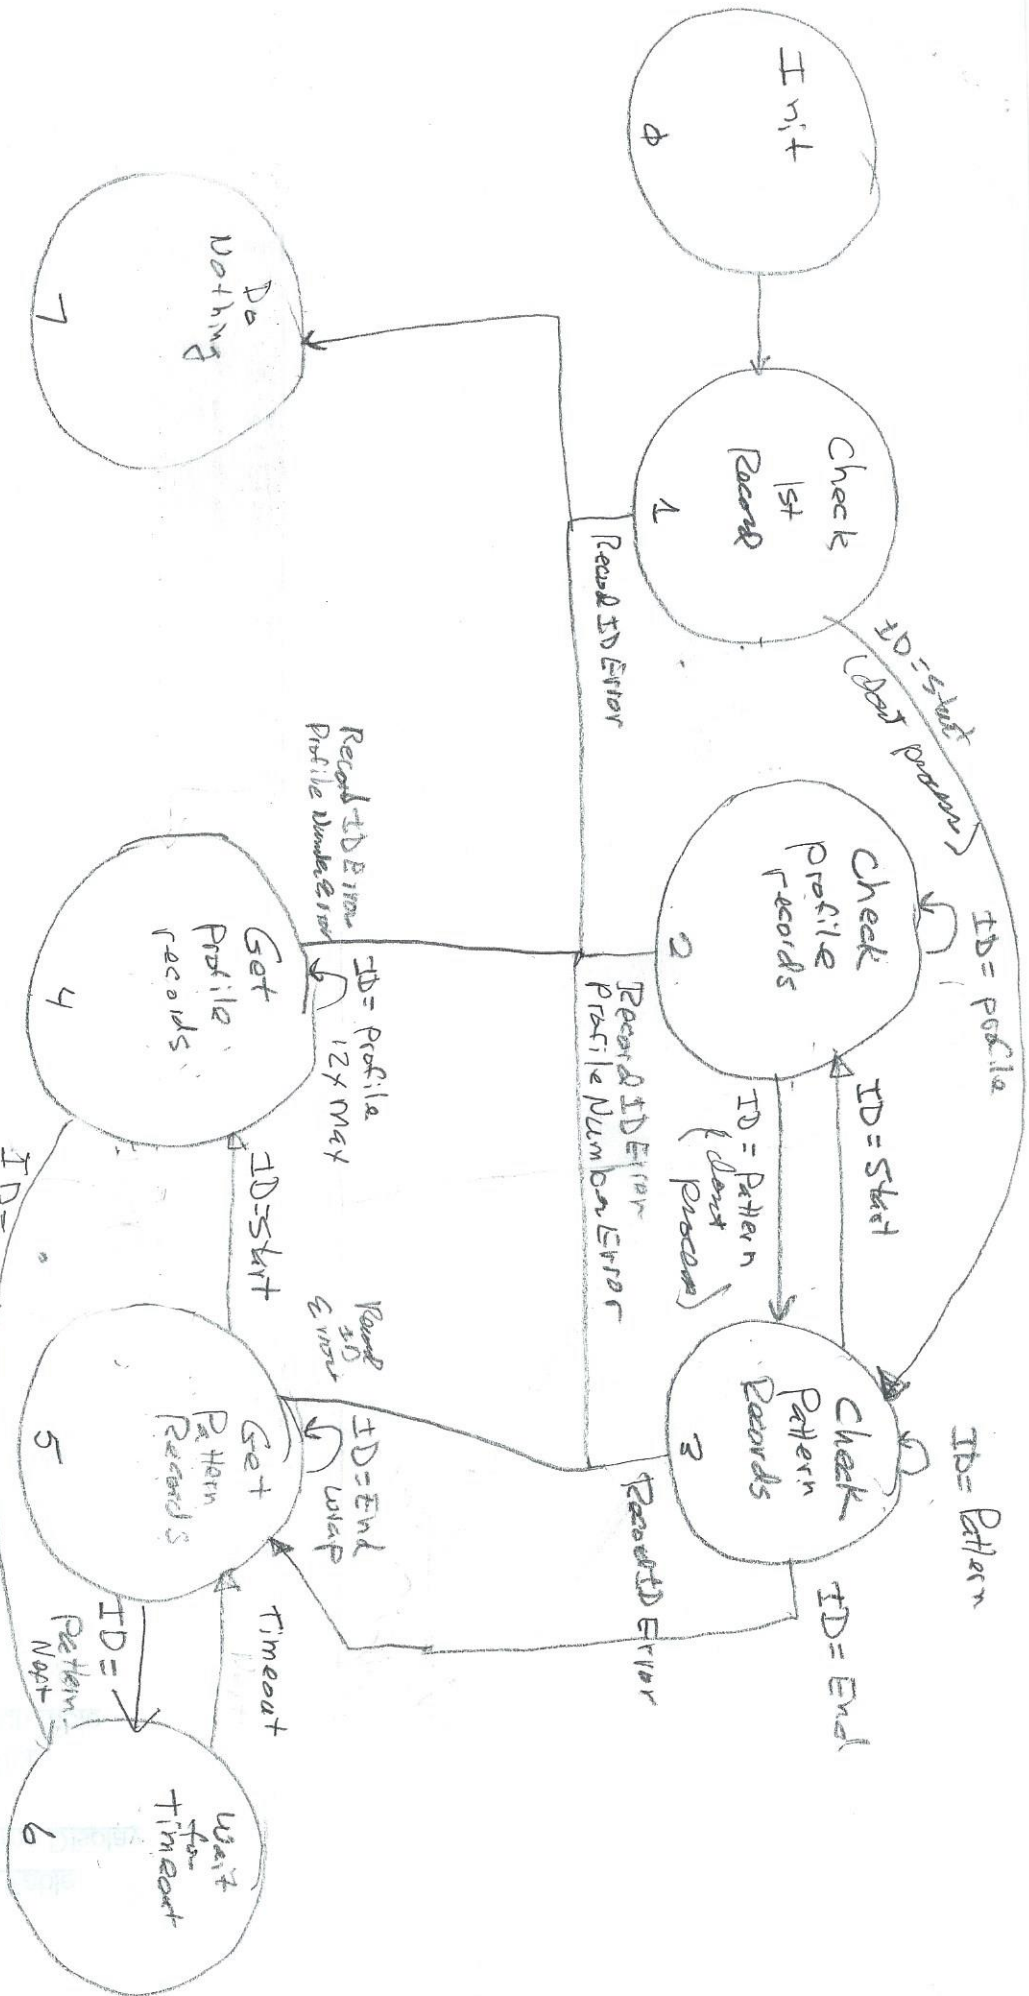 Init
0
Check
1st
Record
1
ID=Start
(Dont process)
Record ID Error
Check
profile
records
2
ID= profile
ID= Pattern
(dont
process)
ID= Start
Record ID Error
Profile Number Error
Check
Pattern
Records
3
ID= Pattern
ID= End
Record ID Error
Do
Nothing
7
Get
Profile
records
4
Record ID Error
Profile Number Error
ID= Profile
12x max
ID=
ID=Start
Get
Pattern
Records
5
Record
ID
Error
ID= End
wrap
ID=
Pattern
Timeout
Wait
for
Timeout
6